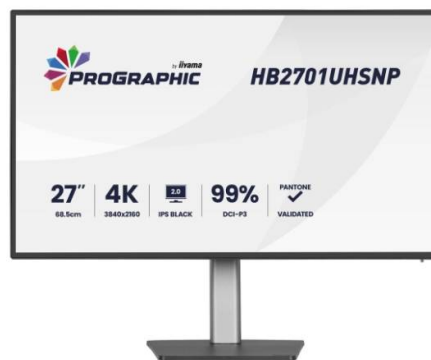 by iiyama
PROGRAPHIC
HB2701UHSNP
27" 4K 2.0 99% PANTONE
68.5cm 3840x2160 IPS BLACK DCI-P3 VALIDATED